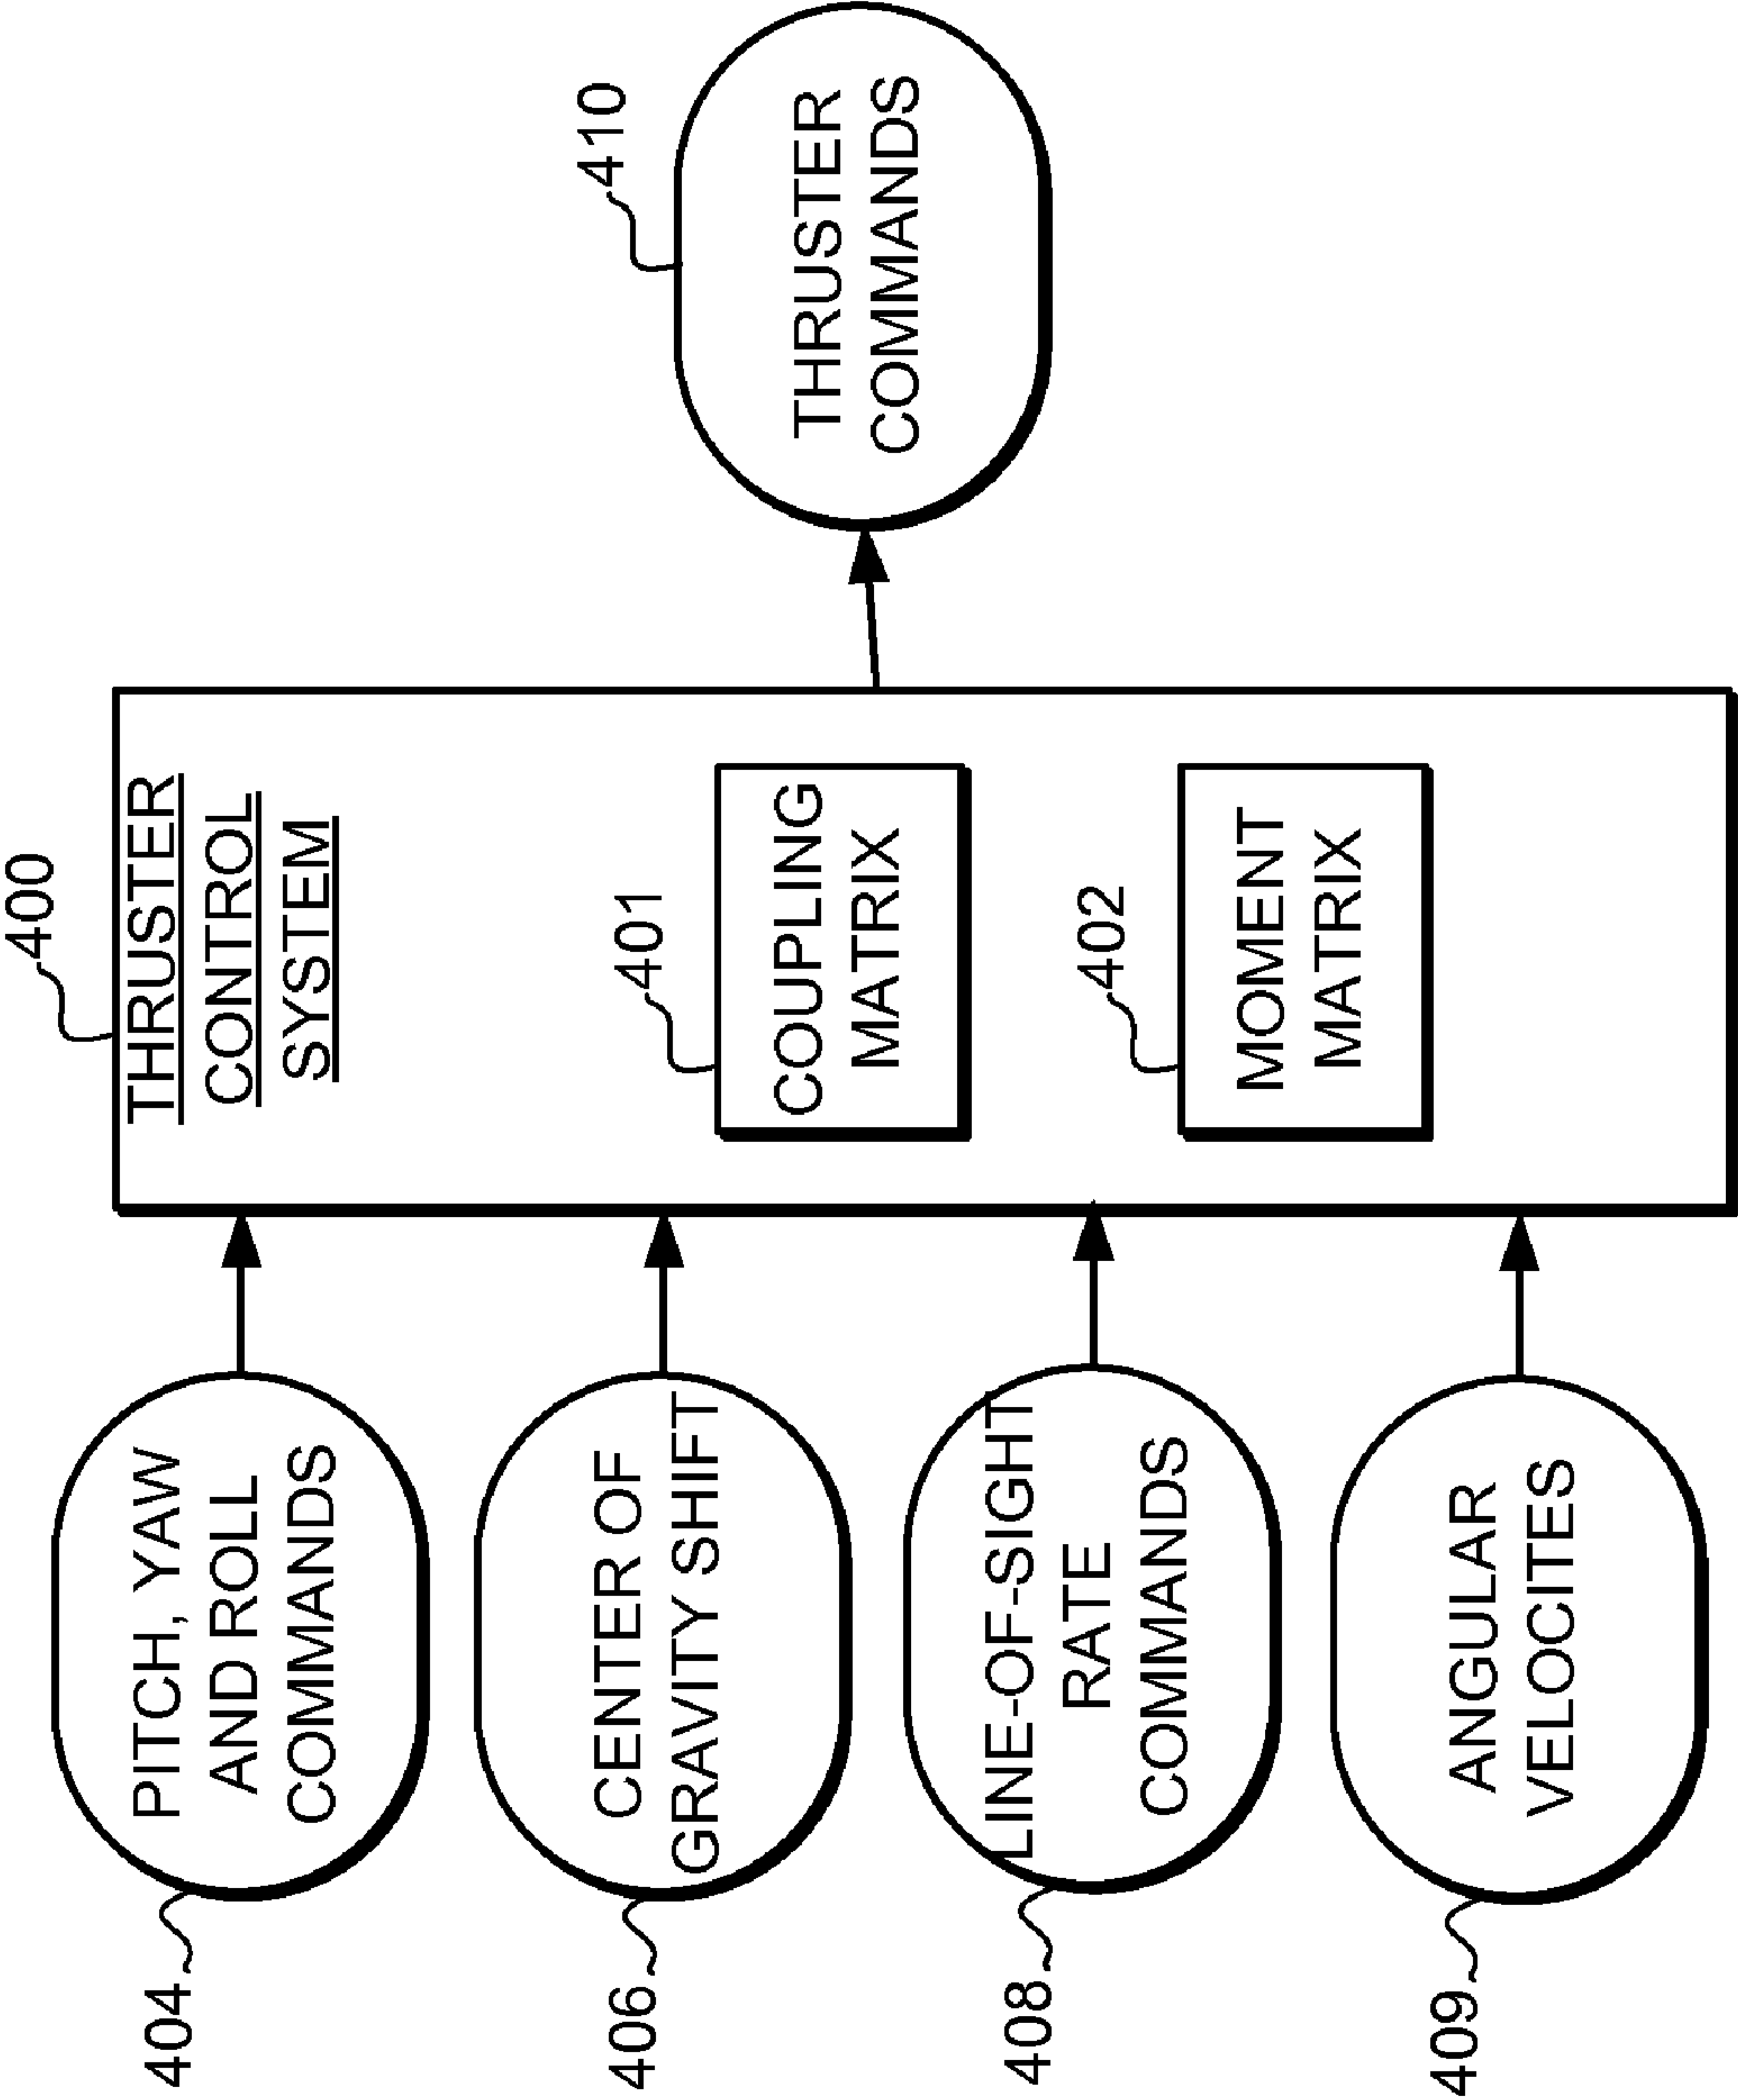 400
THRUSTER
CONTROL
SYSTEM
404
PITCH, YAW
AND ROLL
COMMANDS
406
CENTER OF
GRAVITY SHIFT
408
LINE-OF-SIGHT
RATE
COMMANDS
409
ANGULAR
VELOCITES
401
COUPLING
MATRIX
402
MOMENT
MATRIX
410
THRUSTER
COMMANDS